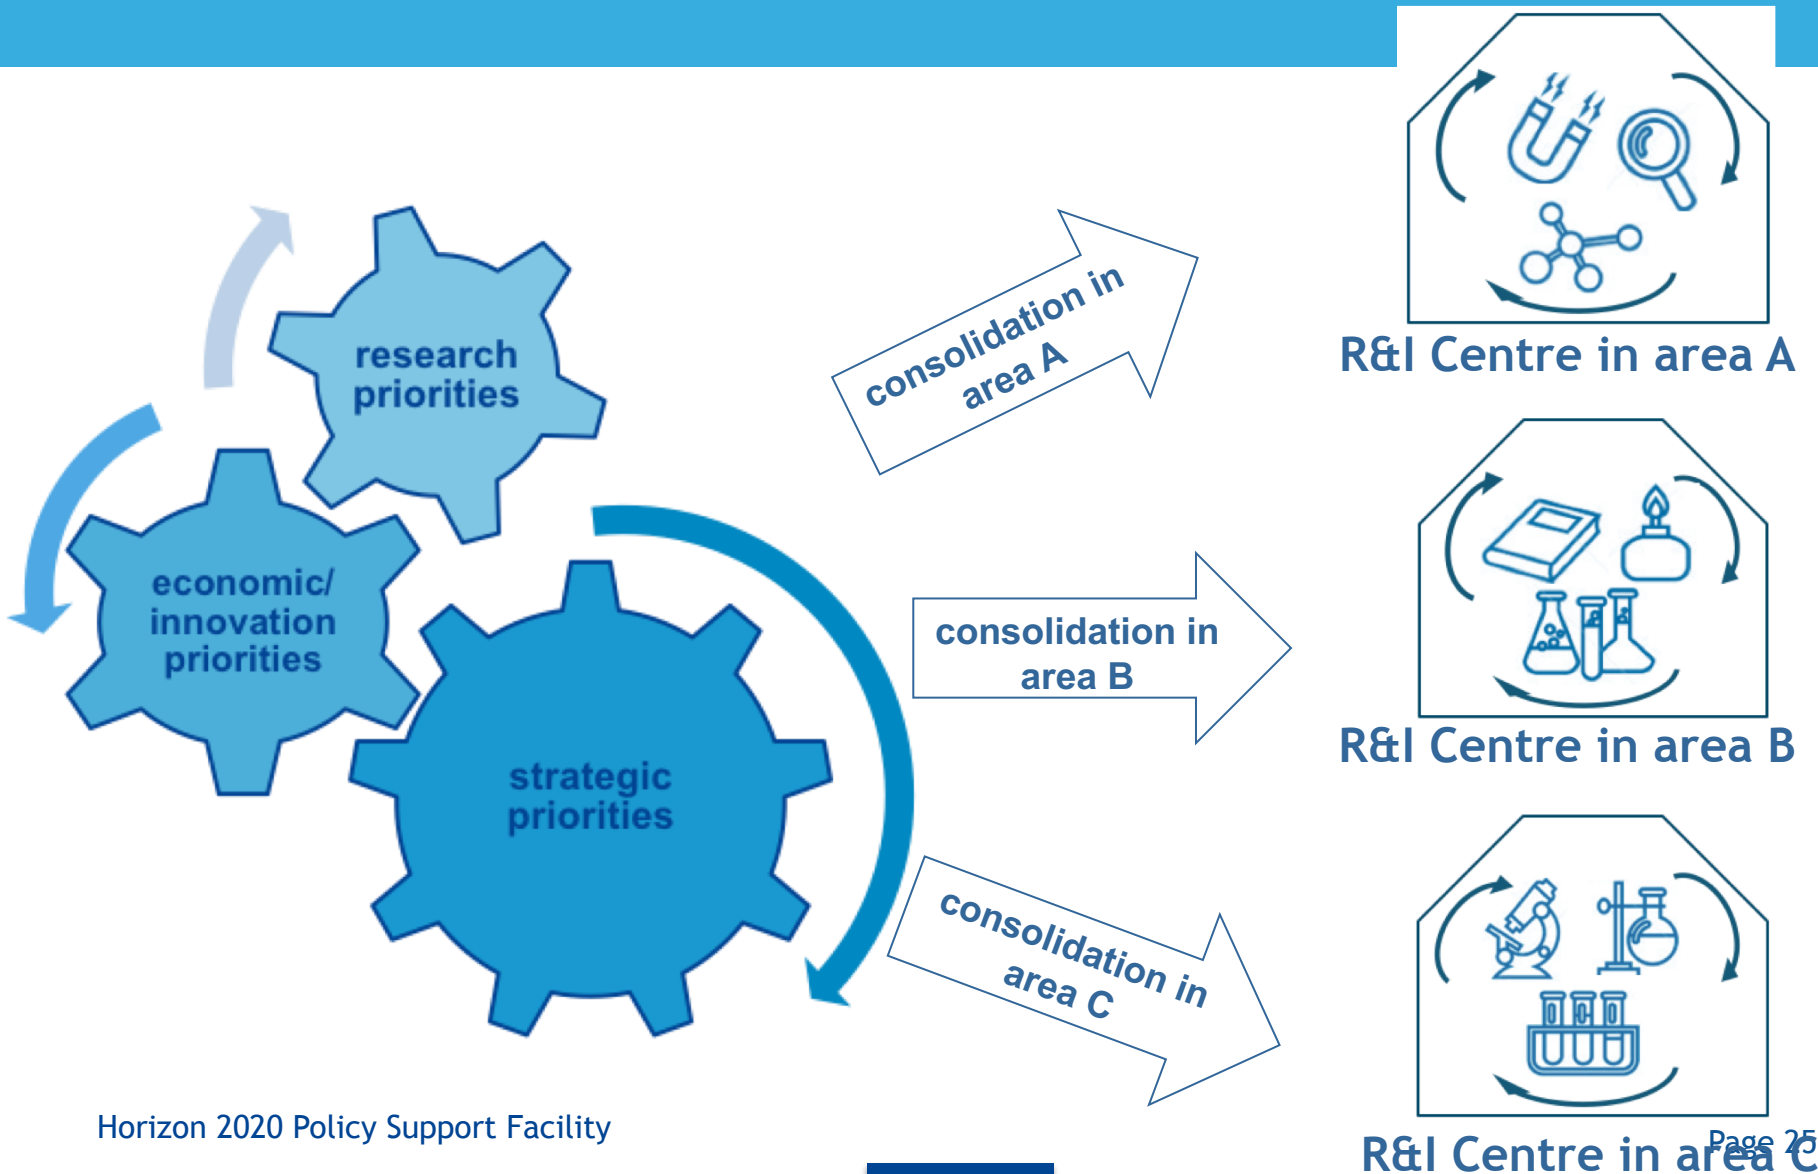 research
priorities
economic/
innovation
priorities
strategic
priorities
consolidation in
area A
consolidation in
area B
consolidation in
area C
R&I Centre in area A
R&I Centre in area B
R&I Centre in area C
Horizon 2020 Policy Support Facility
Page 25